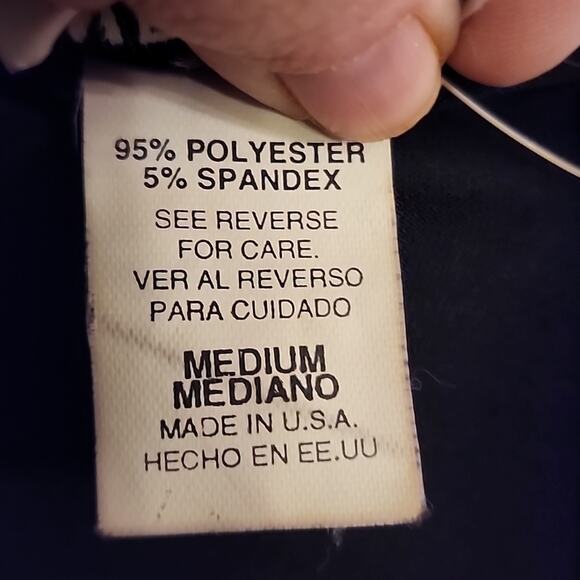 95% POLYESTER
5% SPANDEX
SEE REVERSE
FOR CARE.
VER AL REVERSO
PARA CUIDADO
MEDIUM
MEDIANO
MADE IN U.S.A.
HECHO EN EE.UU